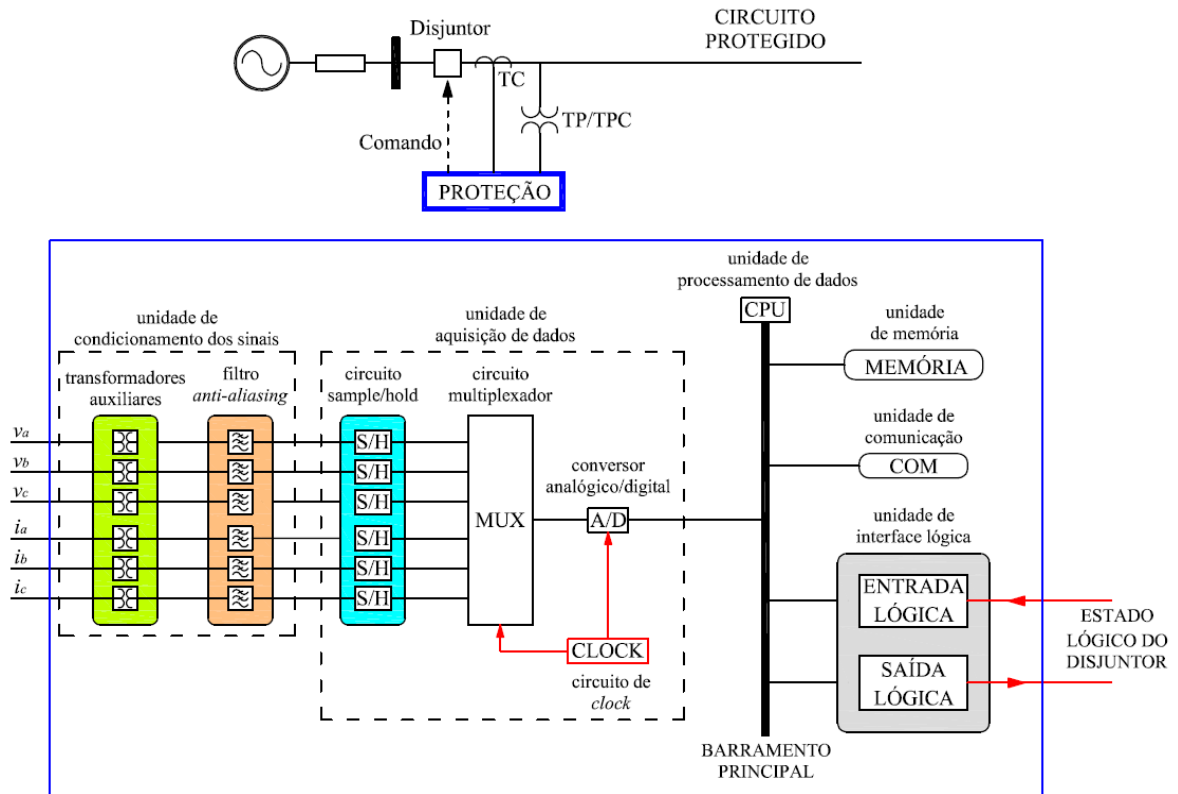 Disjuntor
CIRCUITO
PROTEGIDO
TC
TP/TPC
Comando
PROTEÇÃO
unidade de
condicionamento dos sinais
transformadores
auxiliares
filtro
anti-aliasing
unidade de
aquisição de dados
circuito
sample/hold
circuito
multiplexador
unidade de
processamento de dados
CPU
unidade
de memória
MEMÓRIA
unidade de
comunicação
COM
unidade de
interface lógica
ENTRADA
LÓGICA
SAÍDA
LÓGICA
ESTADO
LÓGICO DO
DISJUNTOR
va
vb
vc
ia
ib
ic
S/H
S/H
S/H
S/H
S/H
S/H
MUX
conversor
analógico/digital
A/D
CLOCK
circuito de
clock
BARRAMENTO
PRINCIPAL